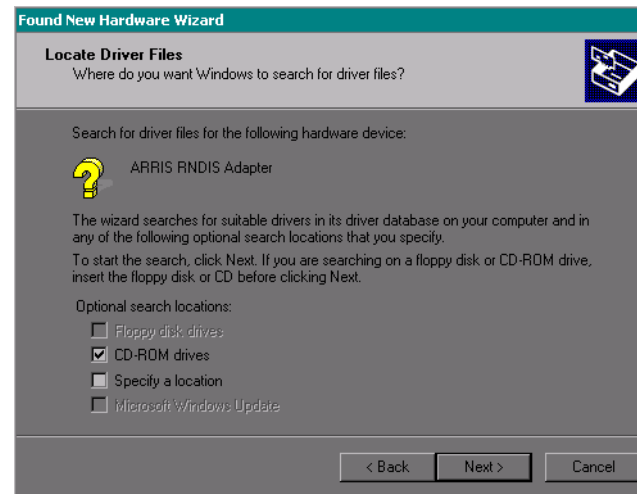 Found New Hardware Wizard
Locate Driver Files
Where do you want Windows to search for driver files?
Search for driver files for the following hardware device:
ARRIS RNDIS Adapter
The wizard searches for suitable drivers in its driver database on your computer and in
any of the following optional search locations that you specify.
To start the search, click Next. If you are searching on a floppy disk or CD-ROM drive,
insert the floppy disk or CD before clicking Next.
Optional search locations:
Floppy disk drives
CD-ROM drives
Specify a location
Microsoft Windows Update
< Back Next > Cancel